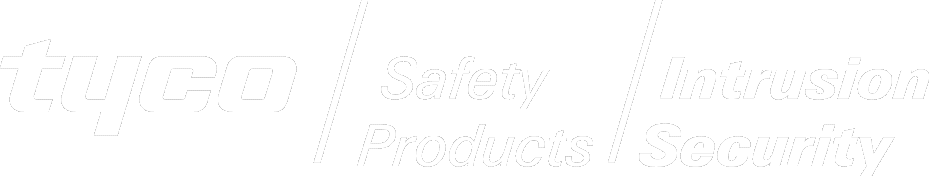 tyco
Safety
Products
Intrusion
Security